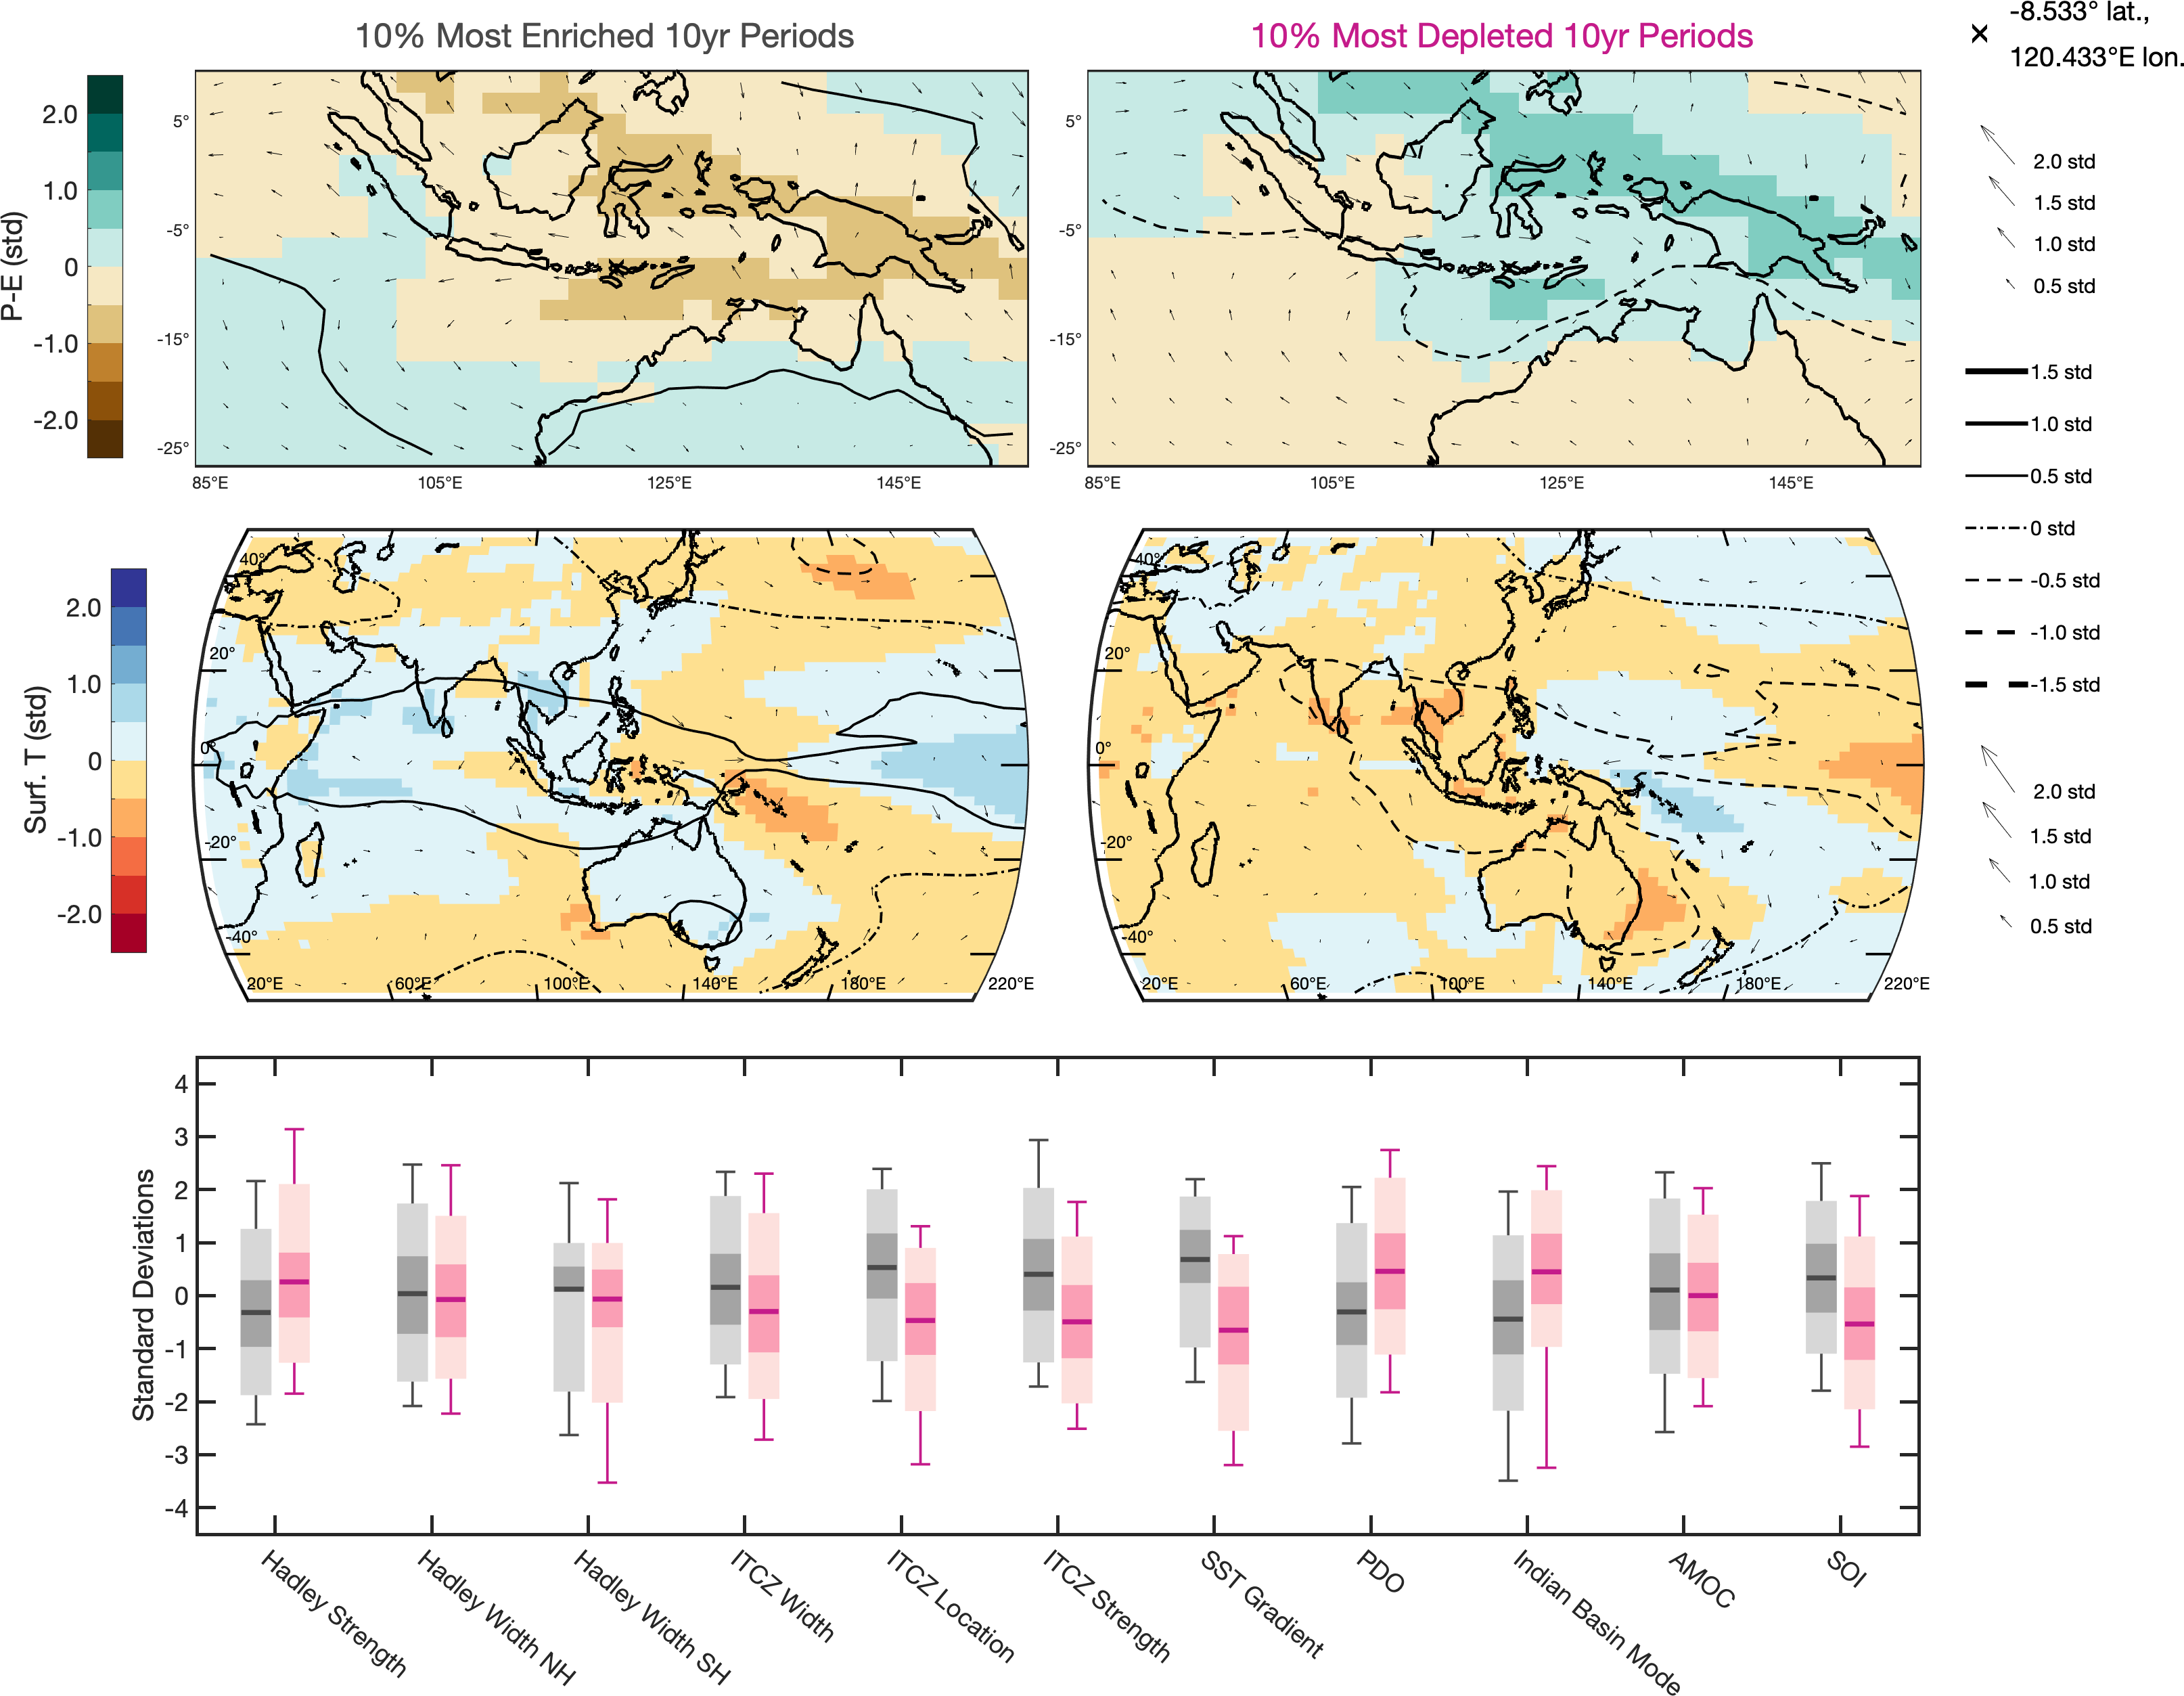 10% Most Enriched 10yr Periods
10% Most Depleted 10yr Periods
× -8.533° lat.,
120.433°E lon.
P-E (std)
2.0
1.0
0
-1.0
-2.0
5°
-5°
-15°
-25°
85°E 105°E 125°E 145°E
5°
-5°
-15°
-25°
85°E 105°E 125°E 145°E
2.0 std
1.5 std
1.0 std
0.5 std
1.5 std
1.0 std
0.5 std
0 std
-0.5 std
-1.0 std
-1.5 std
Surf. T (std)
2.0
1.0
0
-1.0
-2.0
40°
20°
0°
-20°
-40°
20°E 60°E 100°E 140°E 180°E 220°E
40°
20°
0°
-20°
-40°
20°E 60°E 100°E 140°E 180°E 220°E
2.0 std
1.5 std
1.0 std
0.5 std
Standard Deviations
4
3
2
1
0
-1
-2
-3
-4
Hadley Strength
Hadley Width NH
Hadley Width SH
ITCZ Width
ITCZ Location
ITCZ Strength
SST Gradient
PDO
Indian Basin Mode
AMOC
SOI